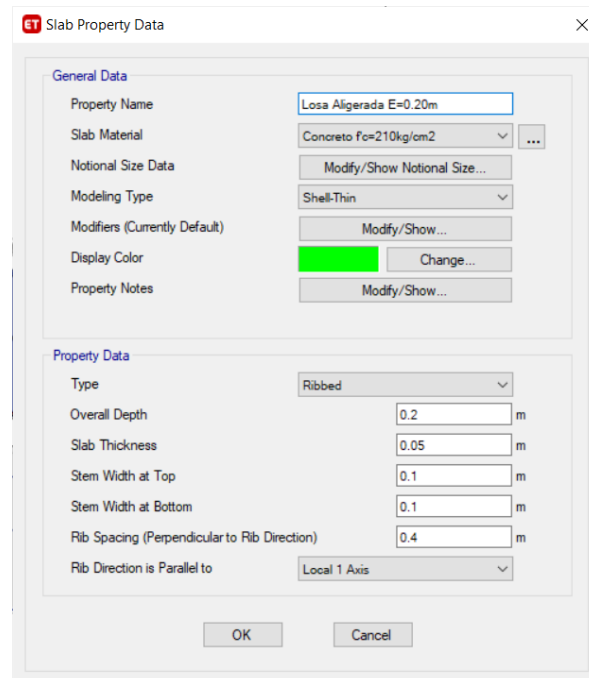 ET Slab Property Data
General Data
Property Name Losa Aligerada E=0.20m
Slab Material Concreto f'c=210kg/cm2 ...
Notional Size Data Modify/Show Notional Size...
Modeling Type Shell-Thin
Modifiers (Currently Default) Modify/Show...
Display Color Change...
Property Notes Modify/Show...
Property Data
Type Ribbed
Overall Depth 0.2 m
Slab Thickness 0.05 m
Stem Width at Top 0.1 m
Stem Width at Bottom 0.1 m
Rib Spacing (Perpendicular to Rib Direction) 0.4 m
Rib Direction is Parallel to Local 1 Axis
OK Cancel